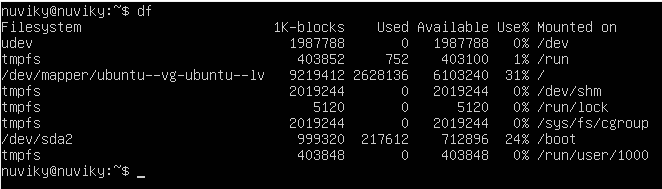 nuviky@nuviky:~$ df
Filesystem                        1K-blocks    Used Available Use% Mounted on
udev                                1987788       0   1987788   0% /dev
tmpfs                                403852     752    403100   1% /run
/dev/mapper/ubuntu--vg-ubuntu--lv   9219412 2628136   6103240  31% /
tmpfs                               2019244       0   2019244   0% /dev/shm
tmpfs                                  5120       0      5120   0% /run/lock
tmpfs                               2019244       0   2019244   0% /sys/fs/cgroup
/dev/sda2                            999320  217612    712896  24% /boot
tmpfs                                403848       0    403848   0% /run/user/1000
nuviky@nuviky:~$ _